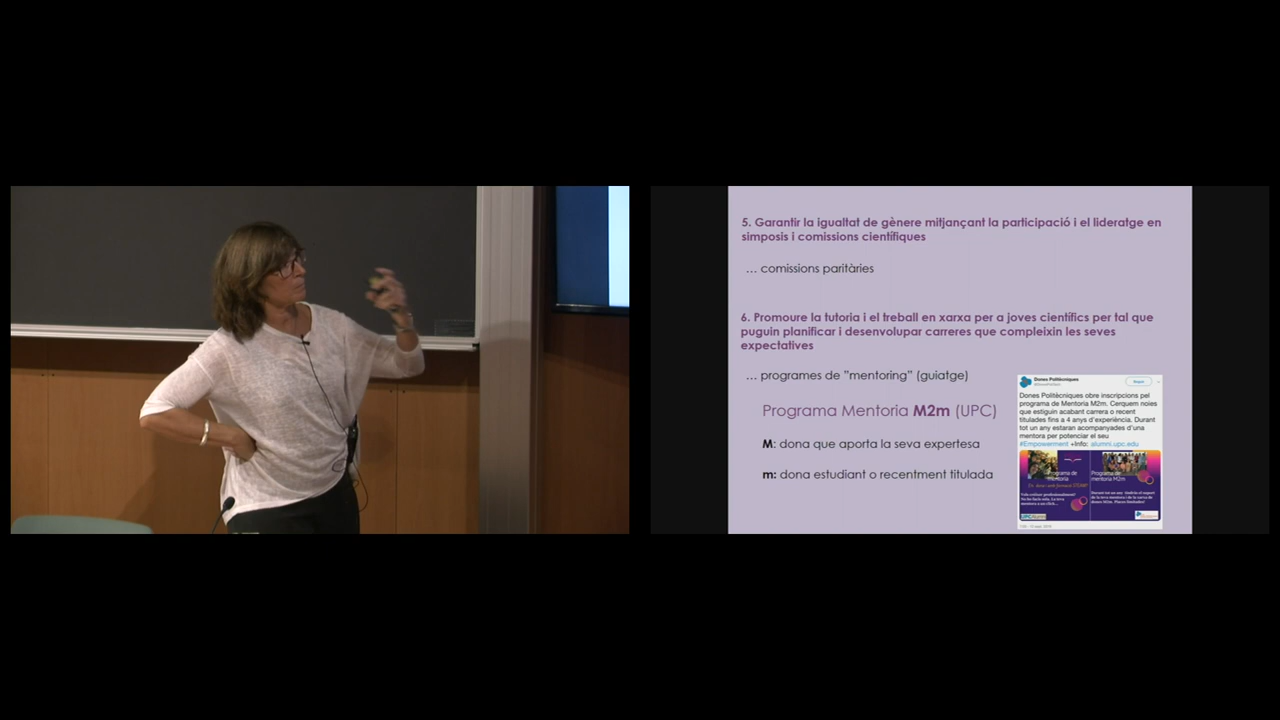 5. Garantir la igualtat de gènere mitjançant la participació i el lideratge en
simposis i comissions científiques
... comissions paritàries
6. Promoure la tutoria i el treball en xarxa per a joves científics per tal que
puguin planificar i desenvolupar carreres que compleixin les seves
expectatives
... programes de "mentoring" (guiatge)
Programa Mentoria M2m (UPC)
M: dona que aporta la seva expertesa
m: dona estudiant o recentment titulada
Dones Politècniques
Dones Politècniques obre inscripcions pel
programa de Mentoria M2m. Cerquem noies
que estiguin acabant carrera o recent
titulades fins a 4 anys d'experiència. Durant
tot un any estaran acompanyades d'una
mentora per potenciar el seu
#Empowerment +Info: alumni.upc.edu
Programa de
mentoria M2m